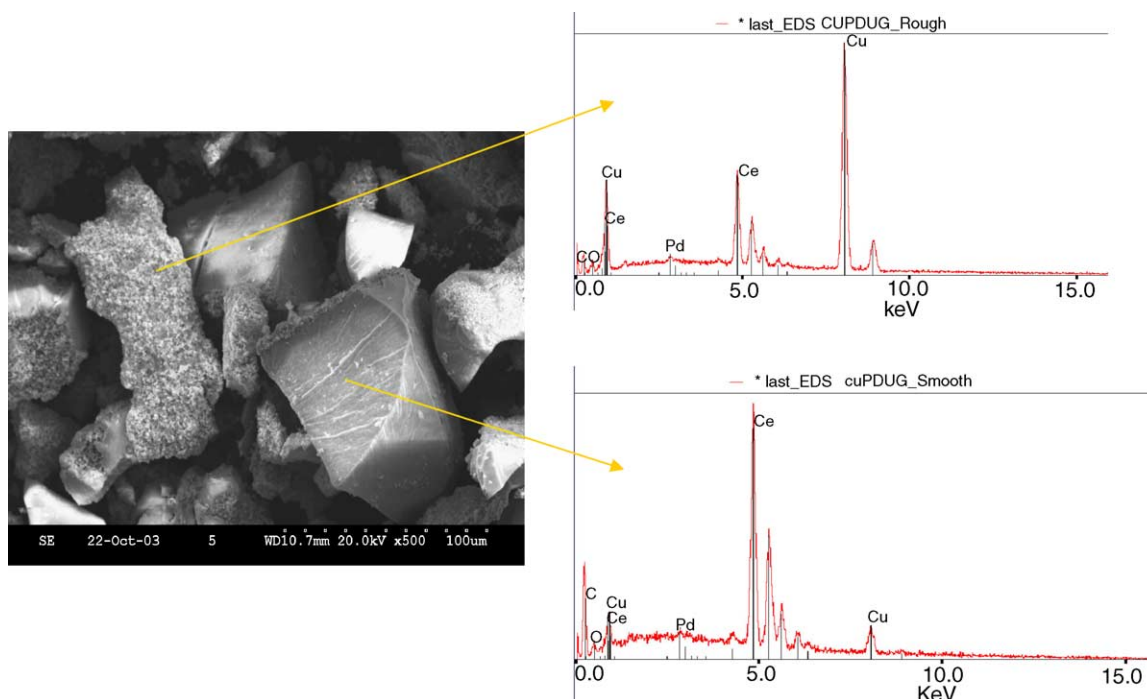 * last_EDS CUPDUG_Rough
Cu
Cu
Ce
Ce
Pd
C O
0.0 5.0 10.0 15.0
keV
SE 22-Oct-03 5 WD10.7mm 20.0kV x500 100um
* last_EDS cuPDUG_Smooth
Ce
C
Cu
Ce
Cu
Pd
O
0.0 5.0 10.0 15.0
KeV